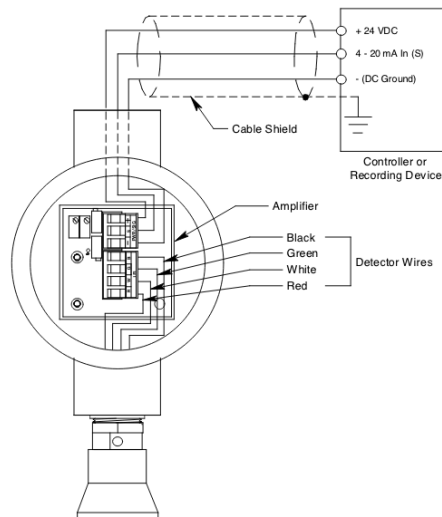 + 24 VDC
4 - 20 mA In (S)
- (DC Ground)
Cable Shield
Controller or
Recording Device
Amplifier
Black
Green
White
Red
Detector Wires